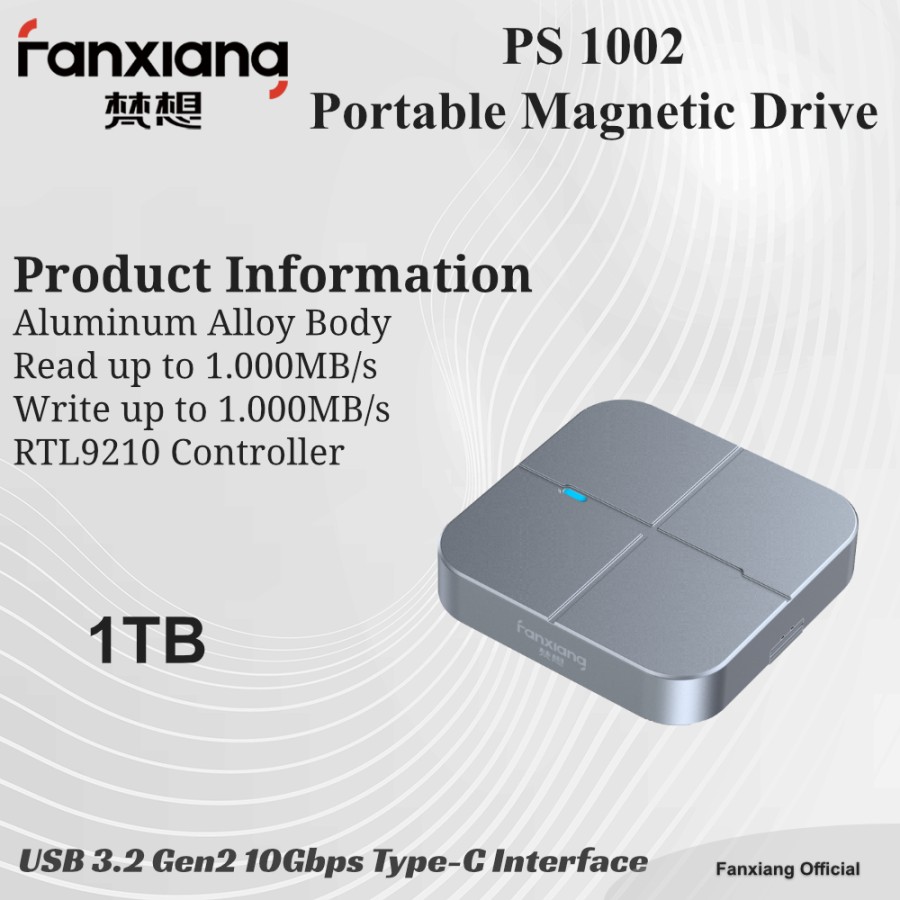 Fanxiang
梵想
PS 1002
Portable Magnetic Drive
Product Information
Aluminum Alloy Body
Read up to 1.000MB/s
Write up to 1.000MB/s
RTL9210 Controller
1TB
Fanxiang
梵想
USB 3.2 Gen2 10Gbps Type-C Interface
Fanxiang Official